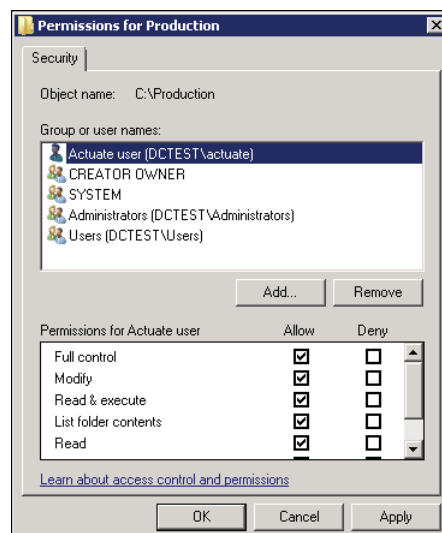 Permissions for Production
Security
Object name: C:\Production
Group or user names:
Actuate user (DCTEST\actuate)
CREATOR OWNER
SYSTEM
Administrators (DCTEST\Administrators)
Users (DCTEST\Users)
Add... Remove
Permissions for Actuate user Allow Deny
Full control
Modify
Read & execute
List folder contents
Read
Learn about access control and permissions
OK Cancel Apply